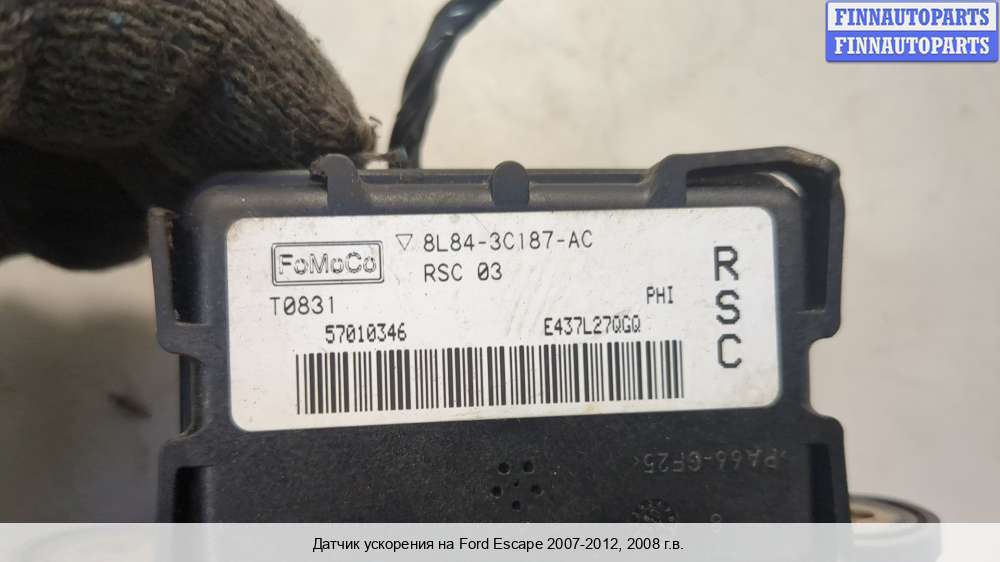 FINNAUTOPARTS
FINNAUTOPARTS
FoMoCo
▽ 8L84-3C187-AC
RSC 03
T0831
PHI
RSC
57010346
E437L27QGQ
>PA66-GF25<
Датчик ускорения на Ford Escape 2007-2012, 2008 г.в.